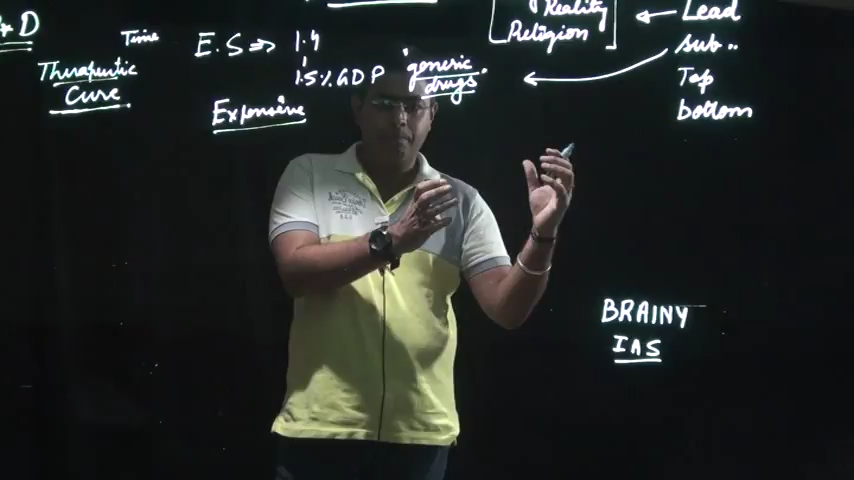 D
Therapeutic
Cure
Time
E.S ⇒ 1.4
1.5% GDP
Expensive
generic
drugs.
Reality
Religion
Lead
sub ..
Top
bottom
BRAINY
IAS